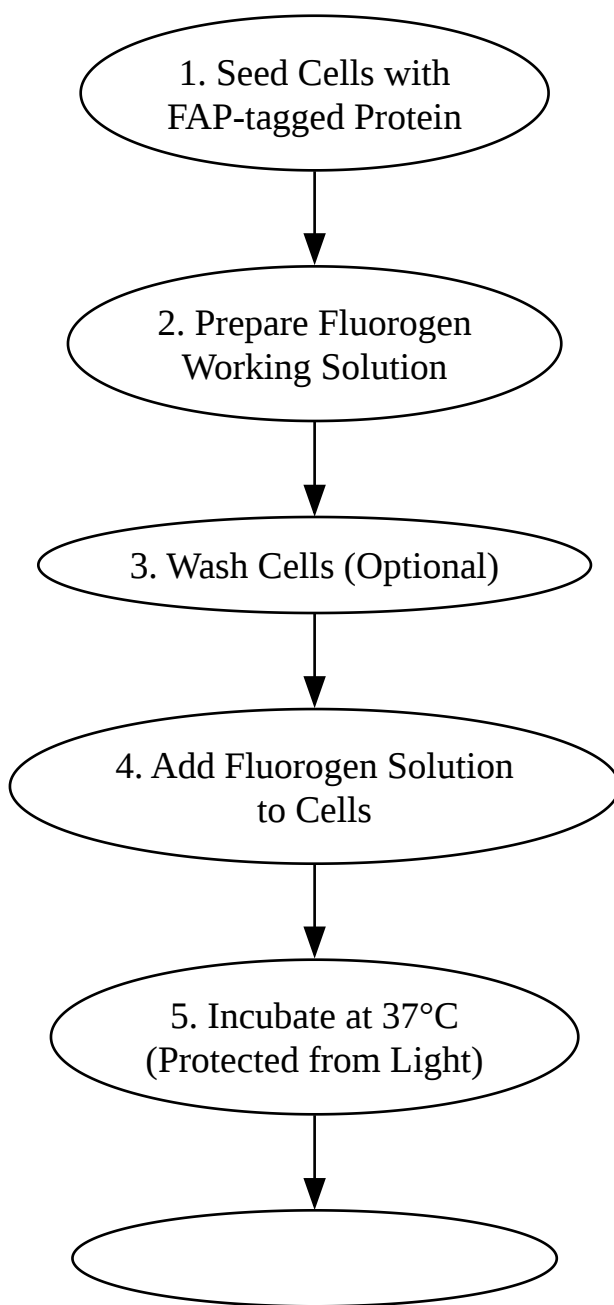 1. Seed Cells with
FAP-tagged Protein
2. Prepare Fluorogen
Working Solution
3. Wash Cells (Optional)
4. Add Fluorogen Solution
to Cells
5. Incubate at 37°C
(Protected from Light)